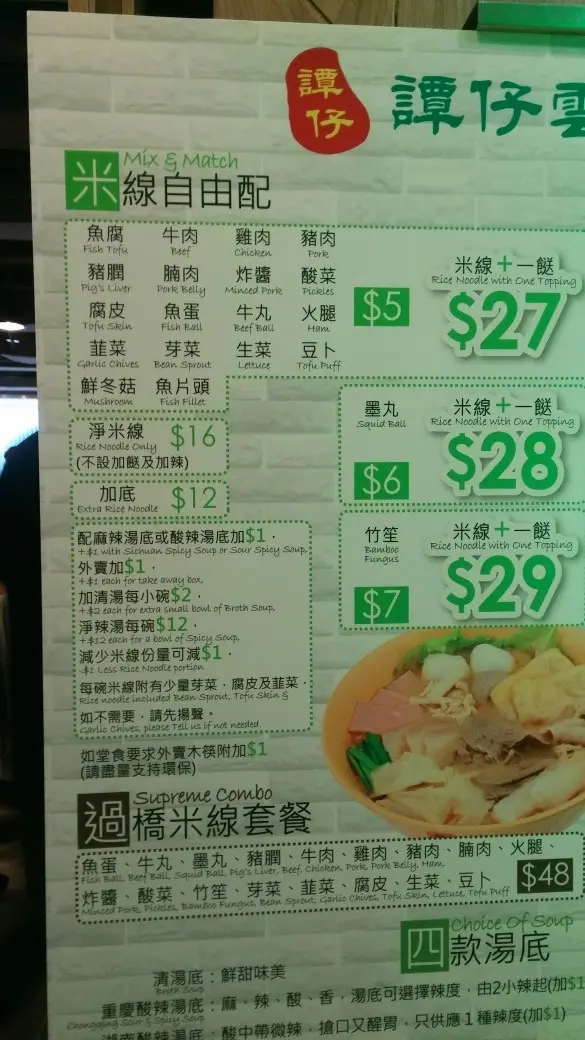 譚仔
譚仔雲
Mix & Match
米線自由配
魚腐 牛肉 雞肉 豬肉
Fish Tofu Beef Chicken Pork
豬膶 腩肉 炸醬 酸菜
Pig's Liver Pork Belly Minced Pork Pickles
腐皮 魚蛋 牛丸 火腿
Tofu Skin Fish Ball Beef Ball Ham
韮菜 芽菜 生菜 豆卜
Garlic Chives Bean Sprout Lettuce Tofu Puff
鮮冬菇 魚片頭
Mushroom Fish Fillet
$5
米線+一餸
Rice Noodle with One Topping
$27
淨米線 $16
Rice Noodle Only
(不設加餸及加辣)
加底 $12
Extra Rice Noodle
墨丸
Squid Ball
$6
米線+一餸
Rice Noodle with One Topping
$28
竹笙
Bamboo
Fungus
$7
米線+一餸
Rice Noodle with One Topping
$29
配麻辣湯底或酸辣湯底加$1．
+$1 with Sichuan Spicy Soup or Sour Spicy Soup,
外賣加$1．
+$1 each for take away box,
加清湯每小碗$2．
+$2 each for extra small bowl of Broth Soup,
淨辣湯每碗$12．
+$12 each for a bowl of Spicy Soup,
減少米線份量可減$1．
-$1 Less Rice Noodle portion
每碗米線附有少量芽菜．腐皮及韮菜．
Rice noodle included Bean Sprout, Tofu Skin &
如不需要．請先揚聲。
Garlic Chives, please Tell us if not needed.
如堂食要求外賣木筷附加$1
(請盡量支持環保)
Supreme Combo
過橋米線套餐
魚蛋、牛丸、墨丸、豬膶、牛肉、雞肉、豬肉、腩肉、火腿、
Fish Ball, Beef Ball, Squid Ball, Pig's Liver, Beef, Chicken, Pork, Pork Belly, Ham,
炸醬、酸菜、竹笙、芽菜、韮菜、腐皮、生菜、豆卜
Minced Pork, Pickles, Bamboo Fungus, Bean Sprout, Garlic Chives, Tofu Skin, Lettuce, Tofu Puff
$48
Choice Of Soup
四款湯底
清湯底：鮮甜味美
Broth Soup
重慶酸辣湯底：麻、辣、酸、香，湯底可選擇辣度，由2小辣起(加$1
Chongqing Sour & Spicy Soup
湖南酸辣湯底：酸中帶微辣，搶口又醒胃，只供應1種辣度(加$1)